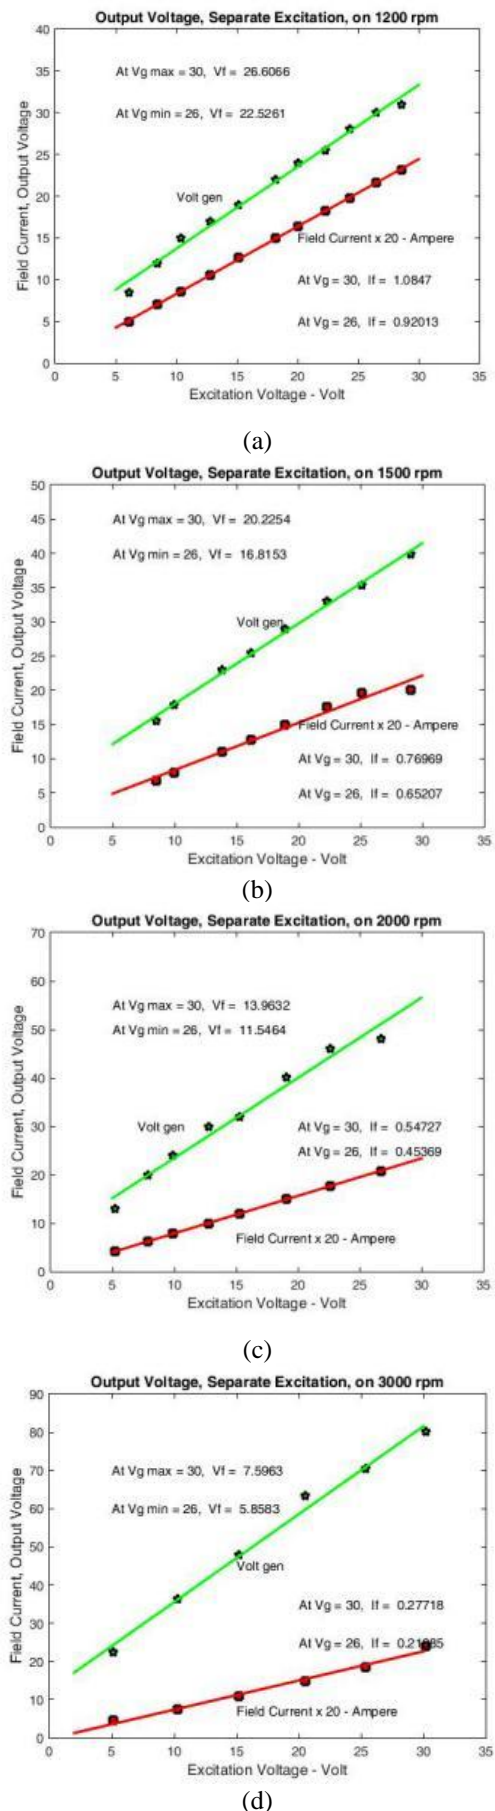 Output Voltage, Separate Excitation, on 1200 rpm
40
35
30
25
20
15
10
5
0
Field Current, Output Voltage
At Vg max = 30, Vf = 26.6066
At Vg min = 26, Vf = 22.5261
Volt gen
Field Current x 20 - Ampere
At Vg = 30, If = 1.0847
At Vg = 26, If = 0.92013
0 5 10 15 20 25 30 35
Excitation Voltage - Volt
(a)
Output Voltage, Separate Excitation, on 1500 rpm
50
45
40
35
30
25
20
15
10
5
0
Field Current, Output Voltage
At Vg max = 30, Vf = 20.2254
At Vg min = 26, Vf = 16.8153
Volt gen
Field Current x 20 - Ampere
At Vg = 30, If = 0.76969
At Vg = 26, If = 0.65207
0 5 10 15 20 25 30 35
Excitation Voltage - Volt
(b)
Output Voltage, Separate Excitation, on 2000 rpm
70
60
50
40
30
20
10
0
Field Current, Output Voltage
At Vg max = 30, Vf = 13.9632
At Vg min = 26, Vf = 11.5464
Volt gen
At Vg = 30, If = 0.54727
At Vg = 26, If = 0.45369
Field Current x 20 - Ampere
0 5 10 15 20 25 30 35
Excitation Voltage - Volt
(c)
Output Voltage, Separate Excitation, on 3000 rpm
90
80
70
60
50
40
30
20
10
0
Field Current, Output Voltage
At Vg max = 30, Vf = 7.5963
At Vg min = 26, Vf = 5.8583
Volt gen
At Vg = 30, If = 0.27718
At Vg = 26, If =
Field Current x 20 - Ampere
0 5 10 15 20 25 30 35
Excitation Voltage - Volt
(d)